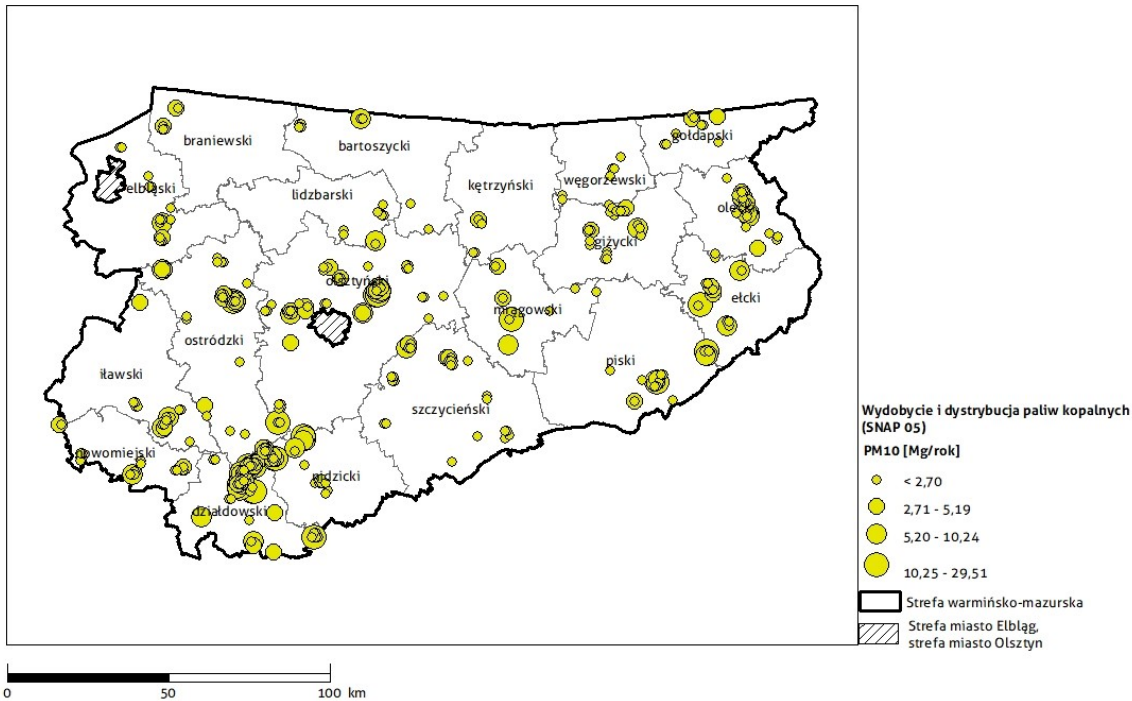 braniewski
bartoszycki
gołdapski
elbląski
lidzbarski
kętrzyński
węgorzewski
olecki
giżycki
olsztyński
mrągowski
ełcki
ostródzki
iławski
piski
szczycieński
nowomiejski
nidzicki
działdowski
Wydobycie i dystrybucja paliw kopalnych
(SNAP 05)
PM10 [Mg/rok]
< 2,70
2,71 - 5,19
5,20 - 10,24
10,25 - 29,51
Strefa warmińsko-mazurska
Strefa miasto Elbląg,
strefa miasto Olsztyn
0 50 100 km